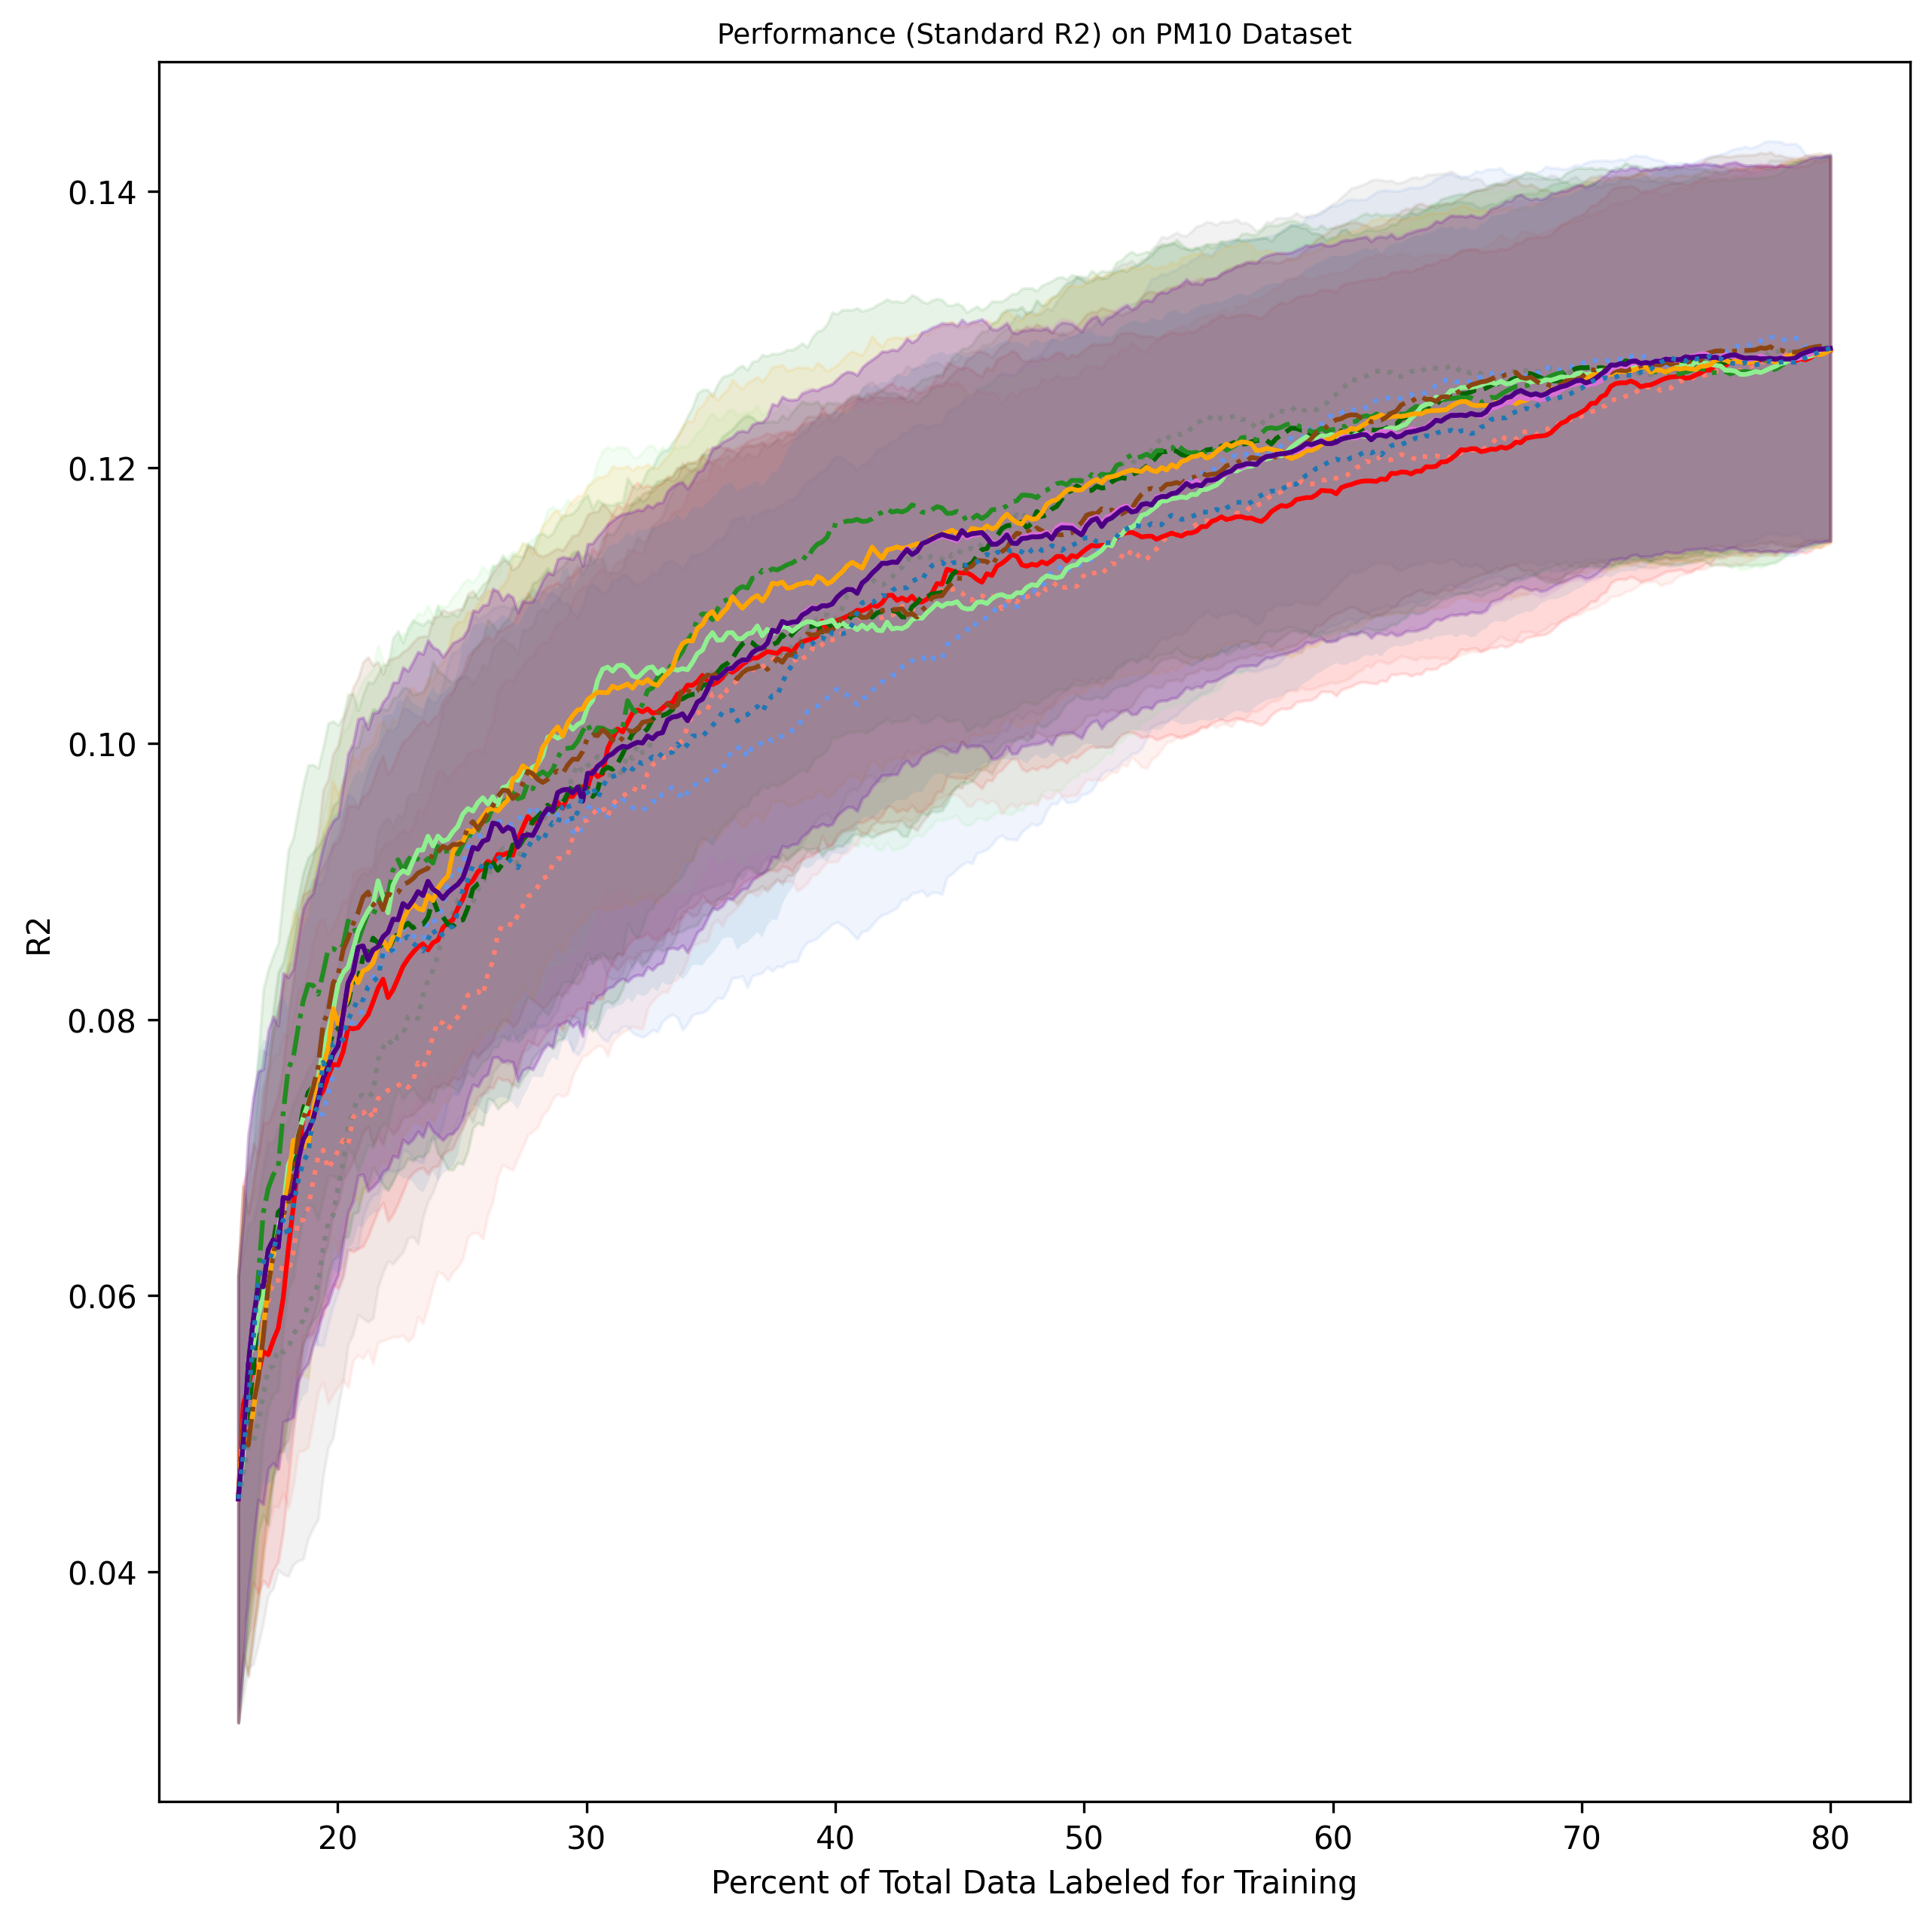 Performance (Standard R2) on PM10 Dataset
0.14
0.12
0.10
0.08
0.06
0.04
R2
20 30 40 50 60 70 80
Percent of Total Data Labeled for Training